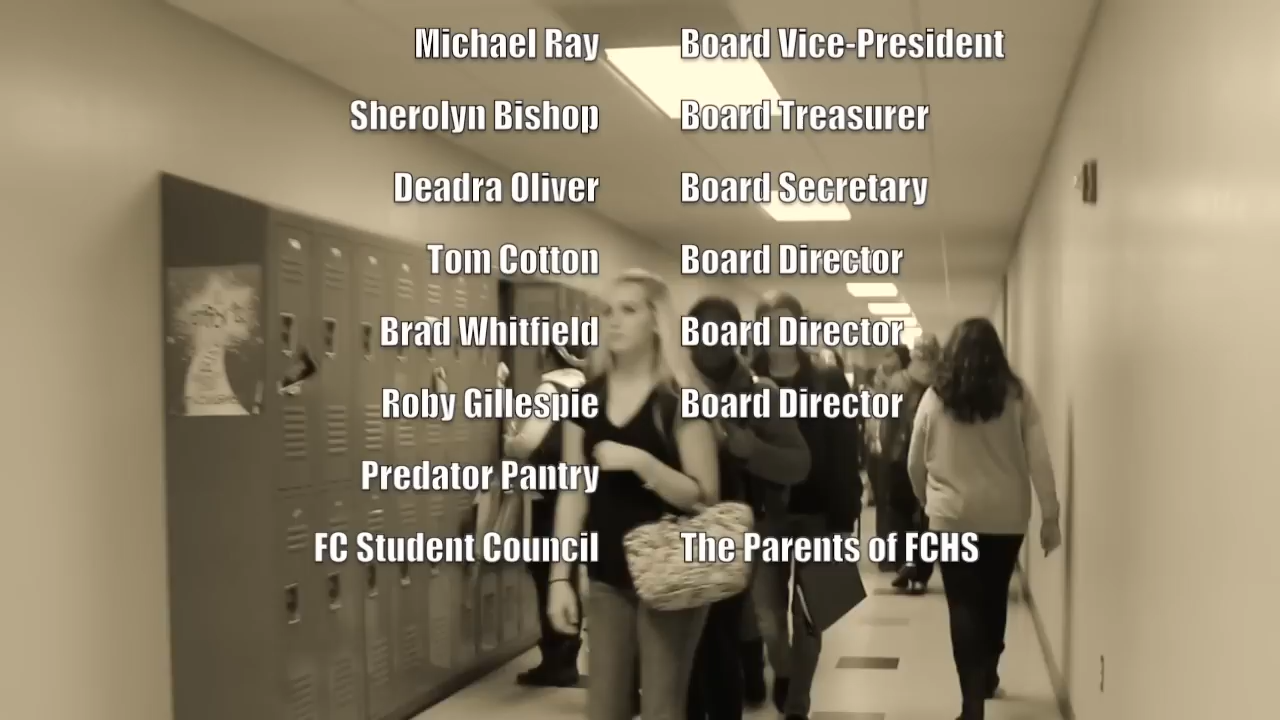 Michael Ray Board Vice-President
Sherolyn Bishop Board Treasurer
Deadra Oliver Board Secretary
Tom Cotton Board Director
Brad Whitfield Board Director
Roby Gillespie Board Director
Predator Pantry
FC Student Council The Parents of FCHS